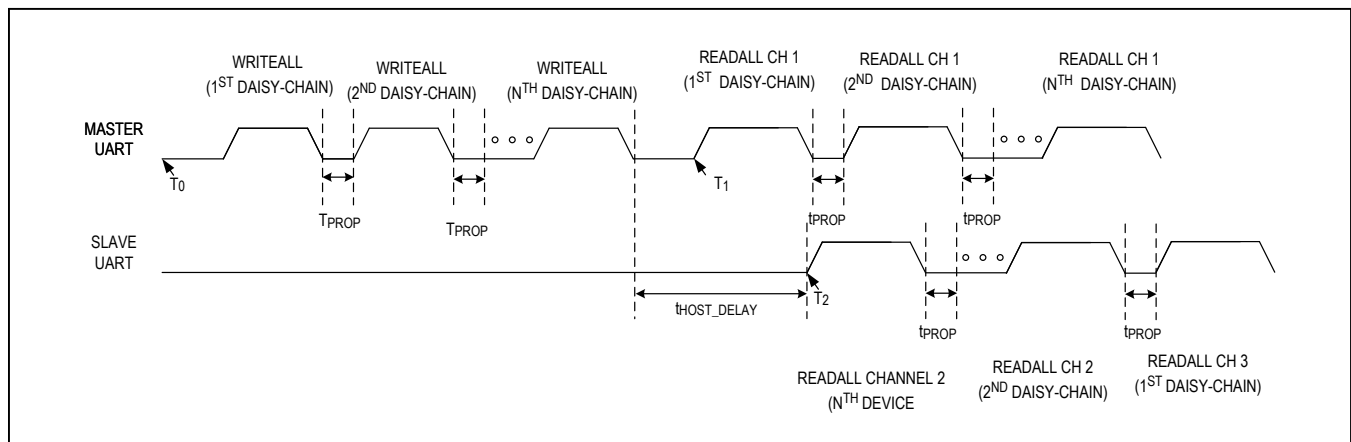 WRITEALL
(1ST DAISY-CHAIN)
WRITEALL
(2ND DAISY-CHAIN)
WRITEALL
(NTH DAISY-CHAIN)
READALL CH 1
(1ST DAISY-CHAIN)
READALL CH 1
(2ND DAISY-CHAIN)
READALL CH 1
(NTH DAISY-CHAIN)
MASTER
UART
T0
T1
TPROP
TPROP
tPROP
tPROP
SLAVE
UART
T2
tHOST_DELAY
tPROP
tPROP
READALL CHANNEL 2
(NTH DEVICE
READALL CH 2
(2ND DAISY-CHAIN)
READALL CH 3
(1ST DAISY-CHAIN)